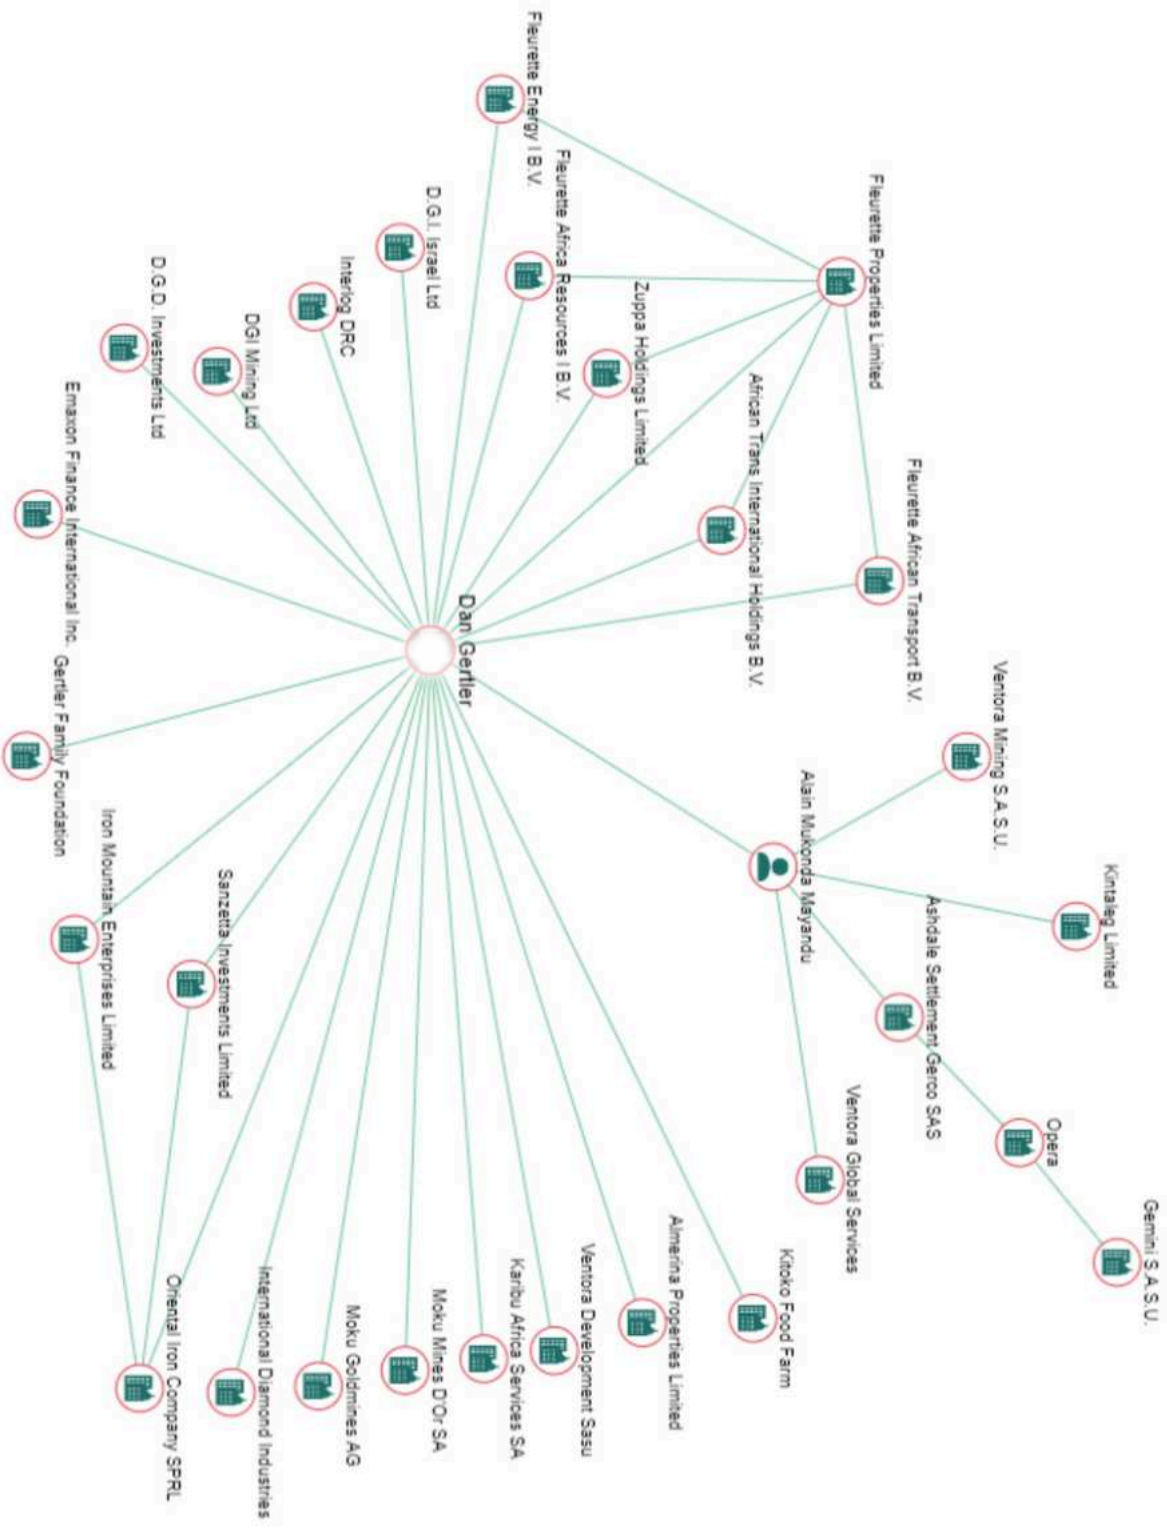 Gemini S.A.S.U.
Kintaleg Limited
Opera
Ventora Mining S.A.S.U.
Ashdale Settlement Gerco SAS
Fleurette African Transport B.V.
Fleurette Properties Limited
Ventora Global Services
Alain Mukonda Mayandu
Kitoko Food Farm
African Trans International Holdings B.V.
Almerina Properties Limited
Zuppa Holdings Limited
Ventora Development Sasu
Fleurette Africa Resources I B.V.
Fleurette Energy I B.V.
Karibu Africa Services SA
Dan Gertler
Moku Mines D'Or SA
D.G.I. Israel Ltd
Moku Goldmines AG
Interlog DRC
International Diamond Industries
DGI Mining Ltd
Sanzetta Investments Limited
Oriental Iron Company SPRL
D.G.D. Investments Ltd
Iron Mountain Enterprises Limited
Emaxon Finance International Inc.
Gertler Family Foundation